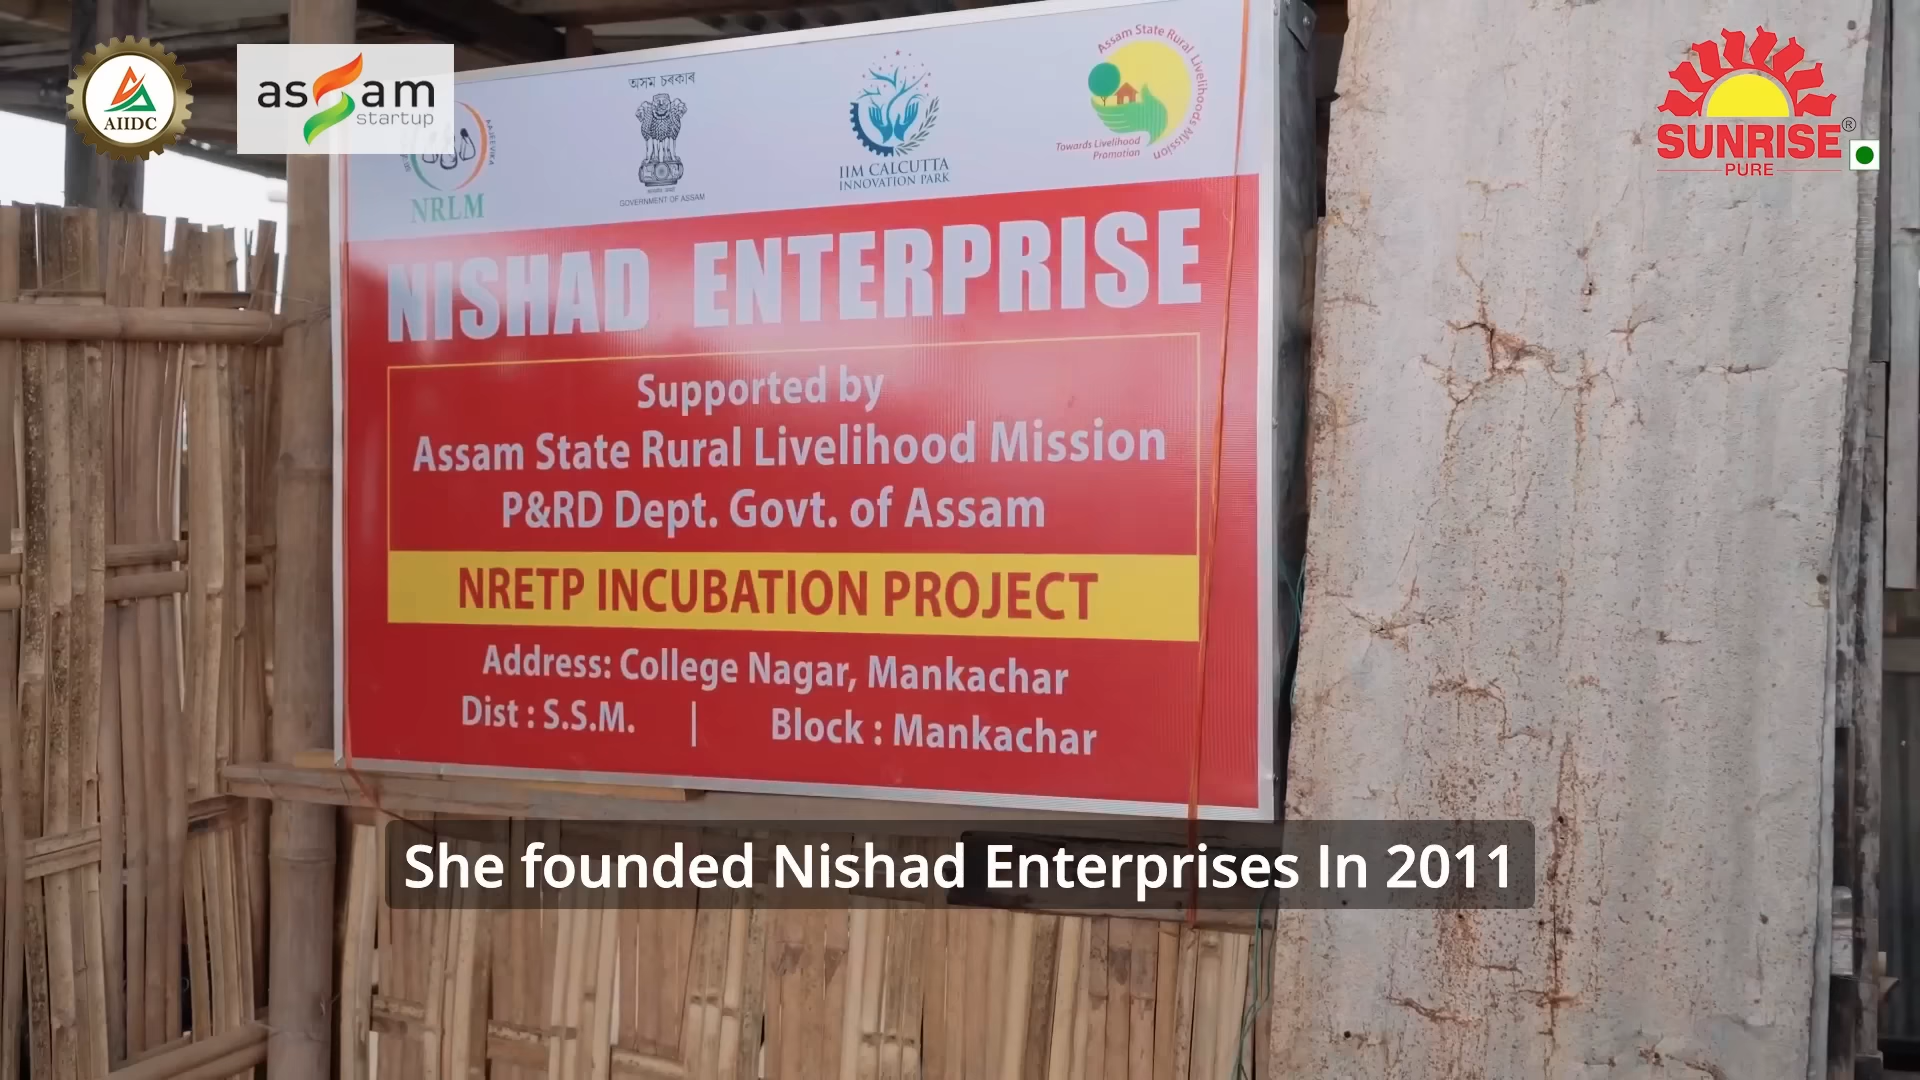 AIIDC
assam
startup
SUNRISE®
PURE
NRLM
অসম চৰকাৰ
GOVERNMENT OF ASSAM
IIM CALCUTTA
INNOVATION PARK
Assam State Rural Livelihoods Mission
Towards Livelihood
Promotion
NISHAD ENTERPRISE
Supported by
Assam State Rural Livelihood Mission
P&RD Dept. Govt. of Assam
NRETP INCUBATION PROJECT
Address: College Nagar, Mankachar
Dist : S.S.M. | Block : Mankachar
She founded Nishad Enterprises In 2011